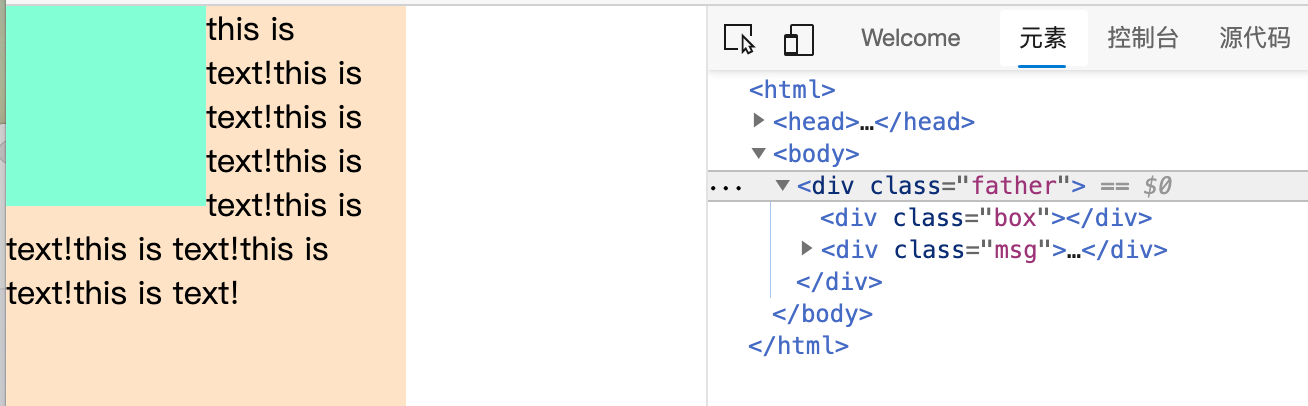 this is
text!this is
text!this is
text!this is
text!this is
text!this is text!this is
text!this is text!
Welcome 元素 控制台 源代码
<html>
<head>…</head>
<body>
··· <div class="father"> == $0
<div class="box"></div>
<div class="msg">…</div>
</div>
</body>
</html>